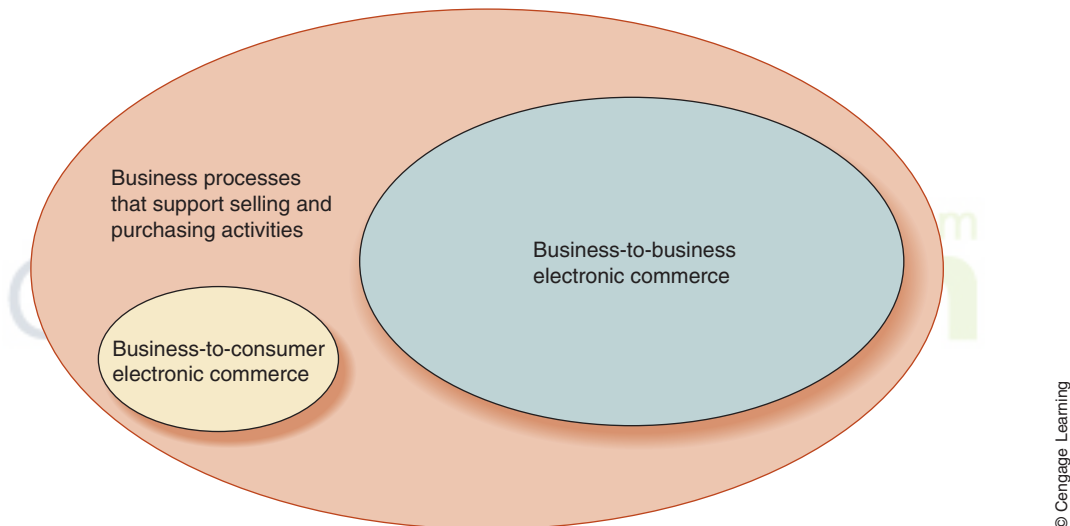 Business processes
that support selling and
purchasing activities
Business-to-business
electronic commerce
Business-to-consumer
electronic commerce
© Cengage Learning